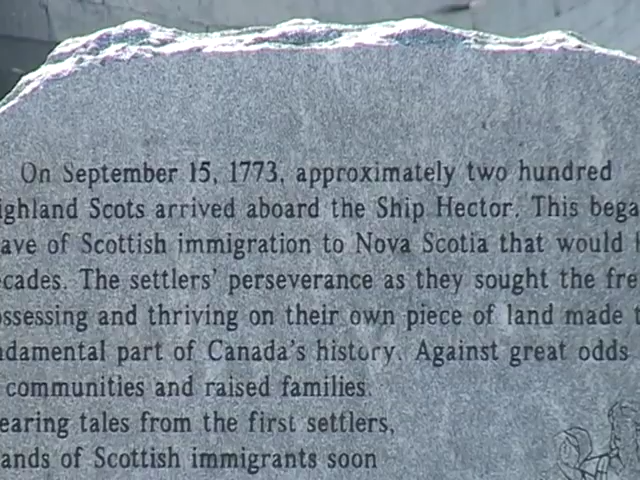 On September 15, 1773, approximately two hundred
ighland Scots arrived aboard the Ship Hector. This bega
ave of Scottish immigration to Nova Scotia that would
cades. The settlers' perseverance as they sought the fre
ssessing and thriving on their own piece of land made t
damental part of Canada's history. Against great odds
communities and raised families.
earing tales from the first settlers,
ands of Scottish immigrants soon